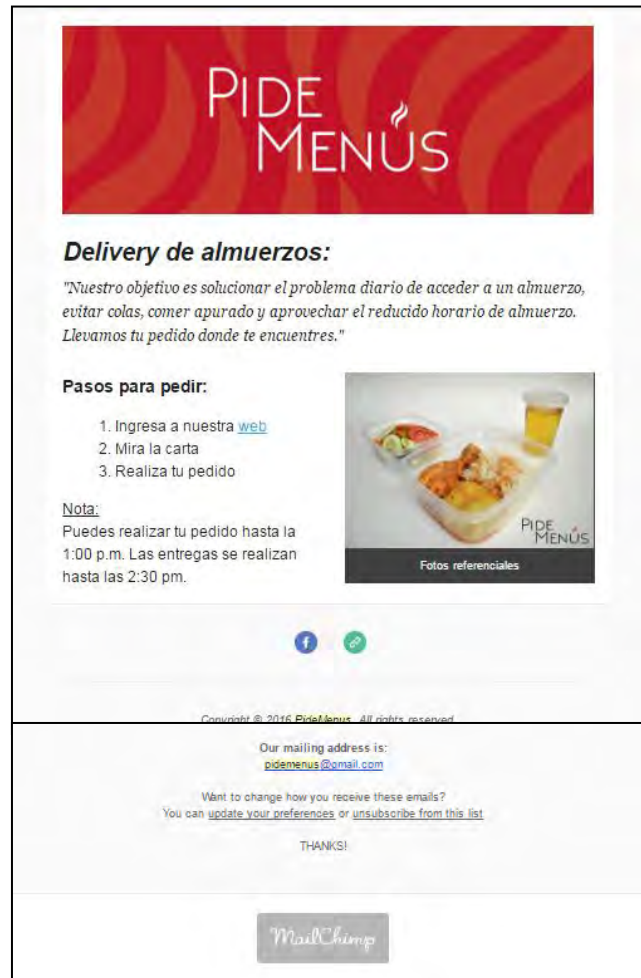 PIDE
MENÚS
Delivery de almuerzos:
"Nuestro objetivo es solucionar el problema diario de acceder a un almuerzo,
evitar colas, comer apurado y aprovechar el reducido horario de almuerzo.
Llevamos tu pedido donde te encuentres."
Pasos para pedir:
1. Ingresa a nuestra web
2. Mira la carta
3. Realiza tu pedido
Nota:
Puedes realizar tu pedido hasta la
1:00 p.m. Las entregas se realizan
hasta las 2:30 pm.
PIDE
MENÚS
Fotos referenciales
Copyright © 2016 PideMenus, All rights reserved.
Our mailing address is:
pidemenus@gmail.com
Want to change how you receive these emails?
You can update your preferences or unsubscribe from this list
THANKS!
MailChimp